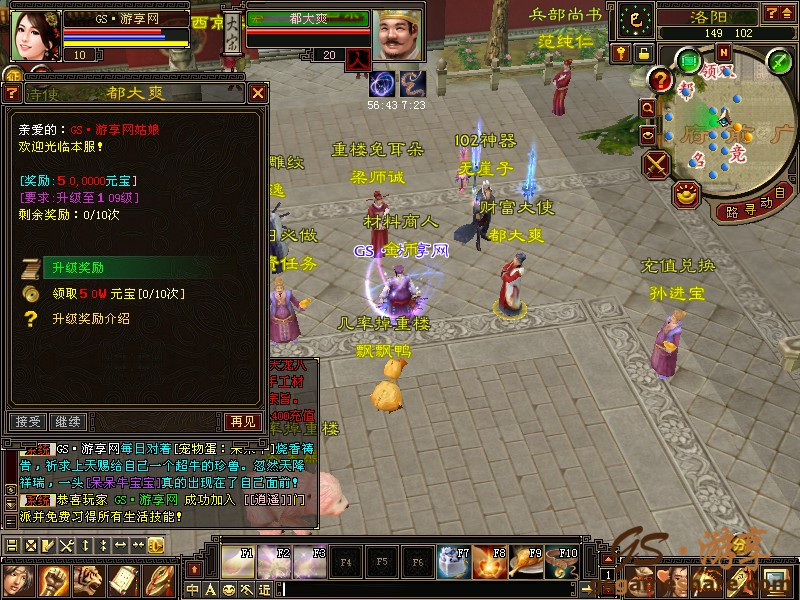 GS·游享网
10
西京
大宋
都大爽
20
56:43 7:23
兵部尚书
范纯仁
洛阳
149 102
N
自动寻路
都大爽
亲爱的：GS·游享网姑娘
欢迎光临本服！
[奖励:５０,0000元宝]
[要求:升级至１０9级]
剩余奖励：0/10次
升级奖励
领取５０W 元宝[0/10次]
升级奖励介绍
接受
继续
再见
雕纹
重楼兔耳朵
梁师诚
102神器
无崖子
材料商人
财富大使
都大爽
GS·游享网
充值兑换
孙进宝
几率掉重楼
飘飘鸭
GS·游享网每日对着[宠物蛋：呆呆牛]烧香祷
告，祈求上天赐给自己一个超牛的珍兽。忽然天降
祥瑞，一头[呆呆牛宝宝]真的出现在了自己面前！
恭喜玩家 GS·游享网 成功加入 [[逍遥]]门
派并免费习得所有生活技能！
F1 F2 F3 F4 F5 F6 F7 F8 F9 F10
中
近
1
GS·游享